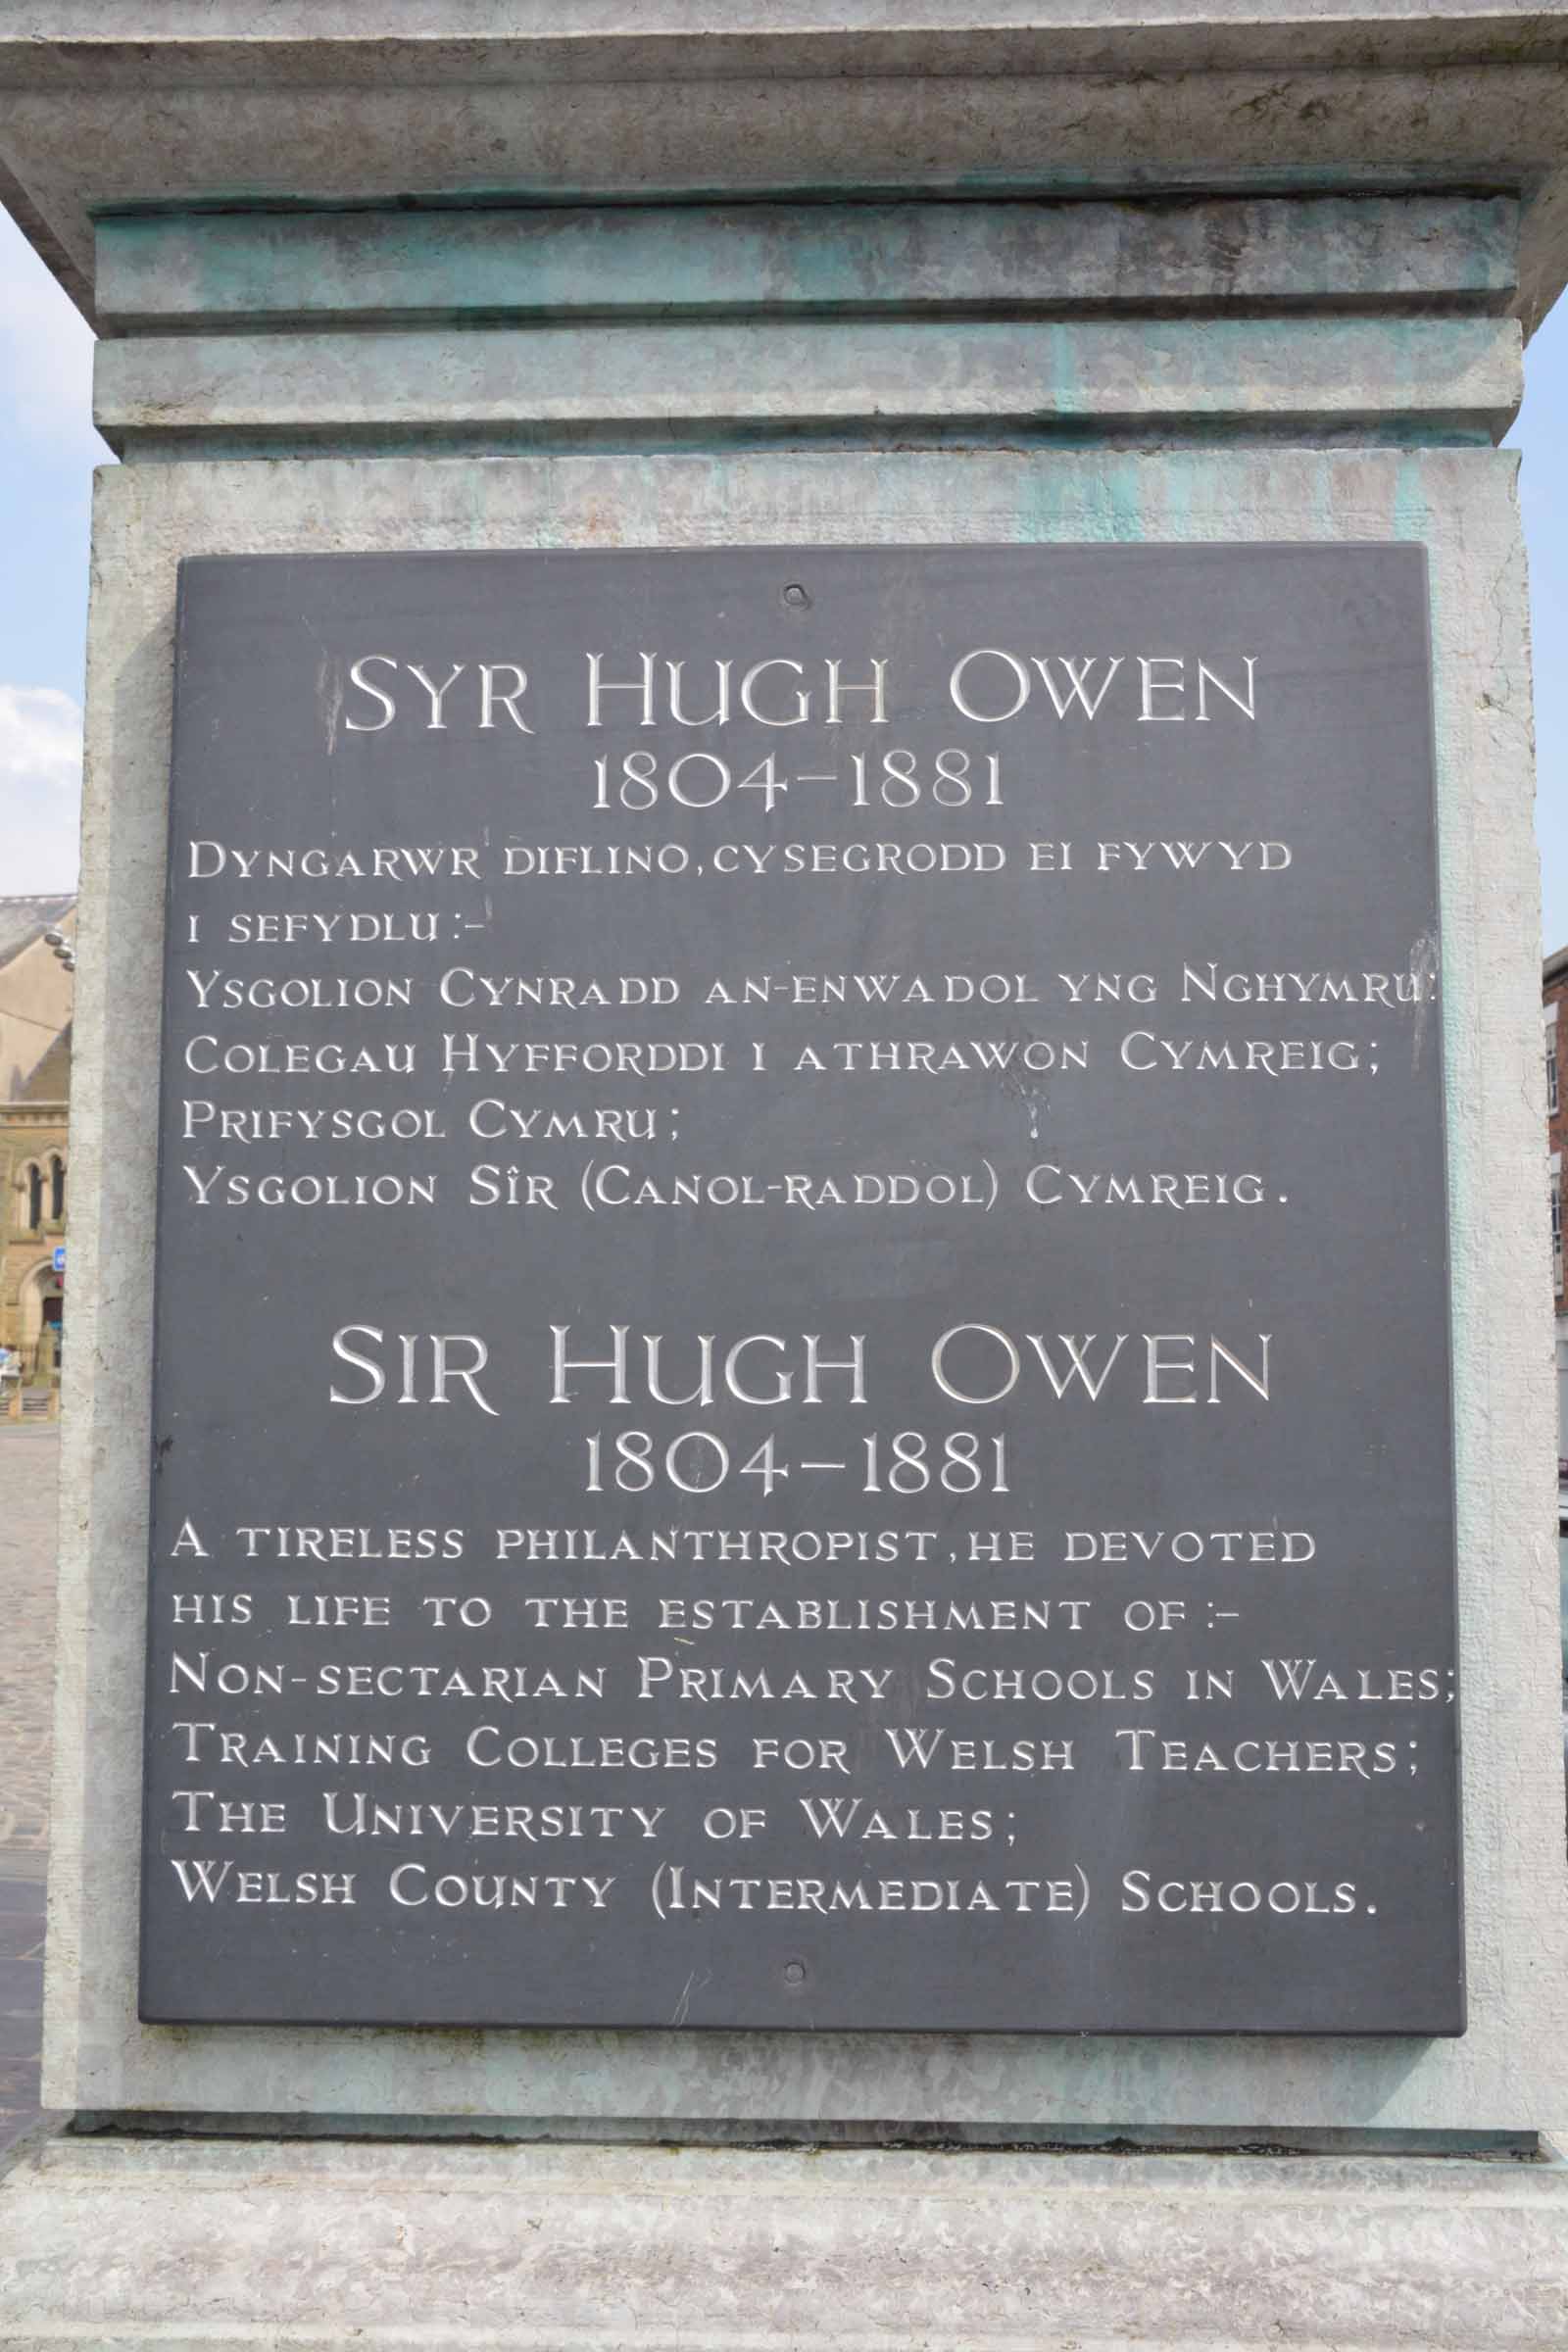 Syr Hugh Owen
1804–1881
Dyngarwr diflino, cysegrodd ei fywyd
i sefydlu:-
Ysgolion Cynradd an-enwadol yng Nghymru:
Colegau Hyfforddi i athrawon Cymreig;
Prifysgol Cymru;
Ysgolion Sîr (Canol-raddol) Cymreig.
Sir Hugh Owen
1804–1881
A tireless philanthropist, he devoted
his life to the establishment of:-
Non-sectarian Primary Schools in Wales;
Training Colleges for Welsh Teachers;
The University of Wales;
Welsh County (Intermediate) Schools.